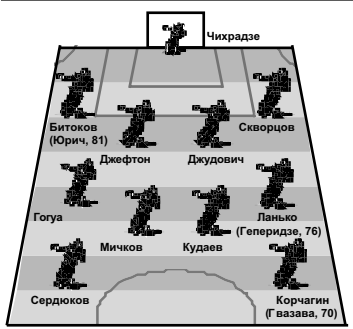 Чихрадзе
Битоков
(Юрич, 81)
Скворцов
Джефтон
Джудович
Гогуа
Ланько
(Геперидзе, 76)
Мичков
Кудаев
Сердюков
Корчагин
(Гвазава, 70)